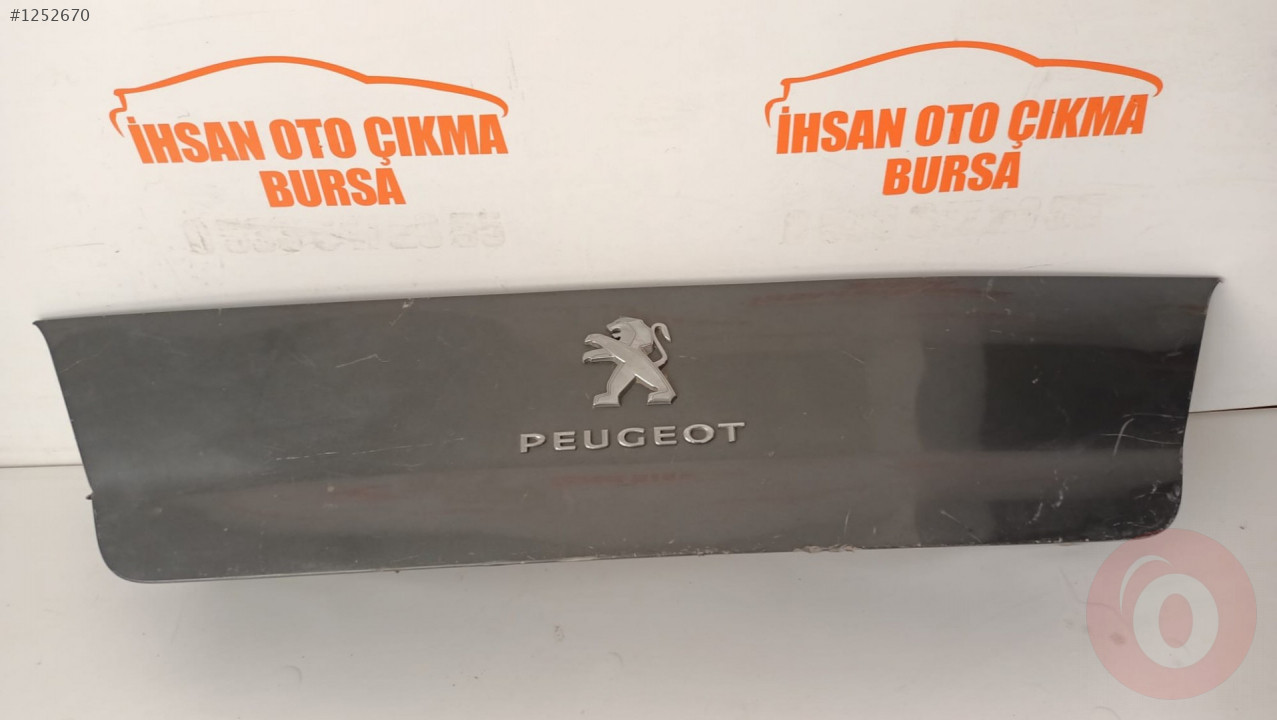 #1252670
İHSAN OTO ÇIKMA
BURSA
İHSAN OTO ÇIKMA
BURSA
PEUGEOT